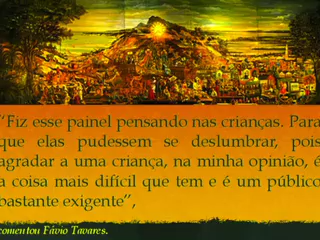 “Fiz esse painel pensando nas crianças. Para
que elas pudessem se deslumbrar, pois
agradar a uma criança, na minha opinião, é
a coisa mais difícil que tem e é um público
bastante exigente”,
comentou Fávio Tavares.